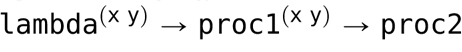 lambda(x y) → proc1(x y) → proc2